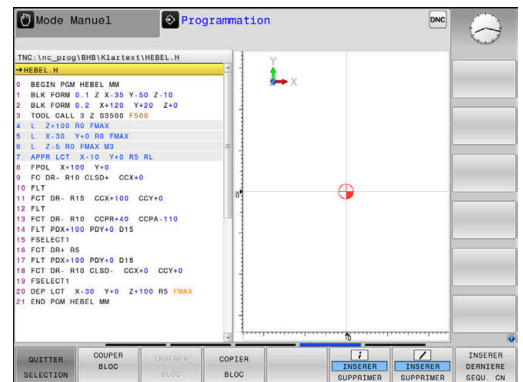 Mode Manuel
Programmation
DNC
TNC:\nc_prog\BHB\Klartext\HEBEL.H
→HEBEL.H
0 BEGIN PGM HEBEL MM
1 BLK FORM 0.1 Z X-35 Y-50 Z-10
2 BLK FORM 0.2 X+120 Y+20 Z+0
3 TOOL CALL 3 Z S3500 F500
4 L Z+100 R0 FMAX
5 L X-30 Y+0 R0 FMAX
6 L Z-5 R0 FMAX M3
7 APPR LCT X-10 Y+0 R5 RL
8 FPOL X+100 Y+0
9 FC DR- R10 CLSD+ CCX+0
10 FLT
11 FCT DR- R15 CCX+100 CCY+0
12 FLT
13 FCT DR- R10 CCPR+40 CCPA-110
14 FLT PDX+100 PDY+0 D15
15 FSELECT1
16 FCT DR+ R5
17 FLT PDX+100 PDY+0 D15
18 FCT DR- R10 CLSD- CCX+0 CCY+0
19 FSELECT1
20 DEP LCT X-30 Y+0 Z+100 R5 FMAX
21 END PGM HEBEL MM
Y
X
0
0
QUITTER
SELECTION
COUPER
BLOC
INSERER
BLOC
COPIER
BLOC
i
INSERER
SUPPRIMER
INSERER
SUPPRIMER
INSERER
DERNIERE
SEQU. CN